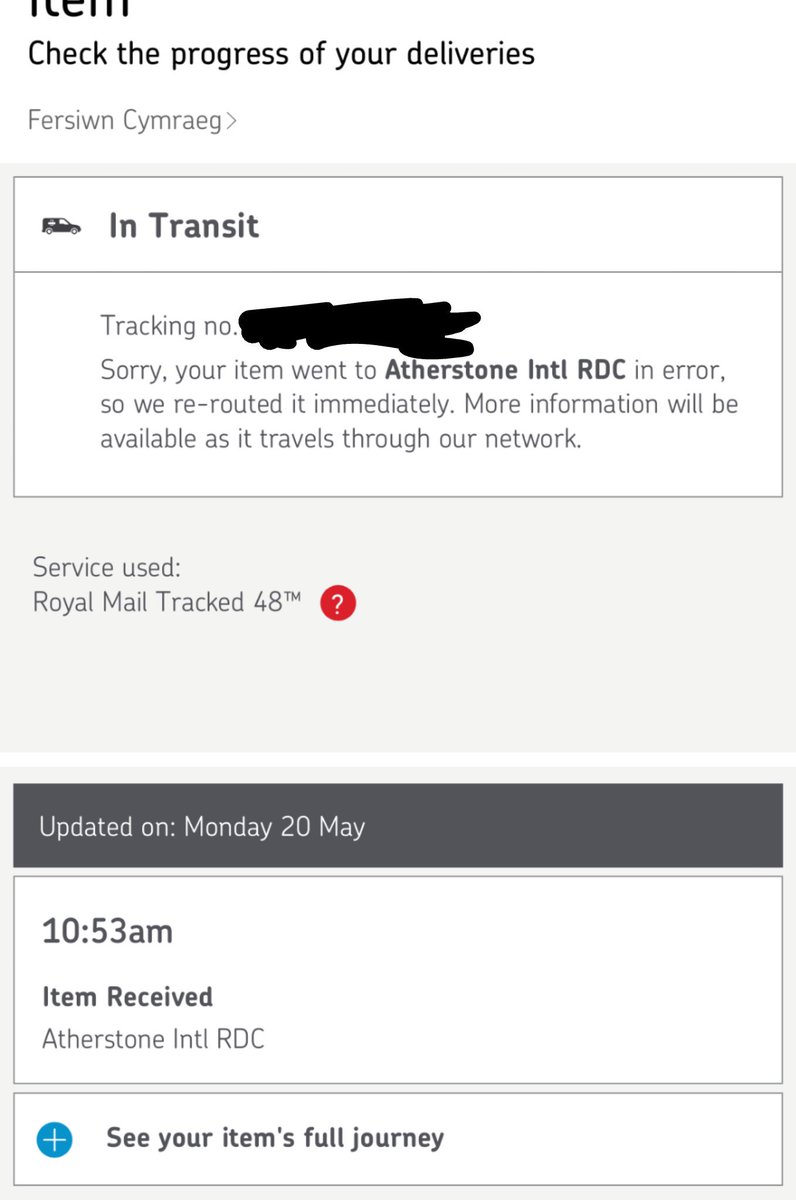 Item
Check the progress of your deliveries
Fersiwn Cymraeg>
In Transit
Tracking no.
Sorry, your item went to Atherstone Intl RDC in error,
so we re-routed it immediately. More information will be
available as it travels through our network.
Service used:
Royal Mail Tracked 48™ ?
Updated on: Monday 20 May
10:53am
Item Received
Atherstone Intl RDC
See your item's full journey